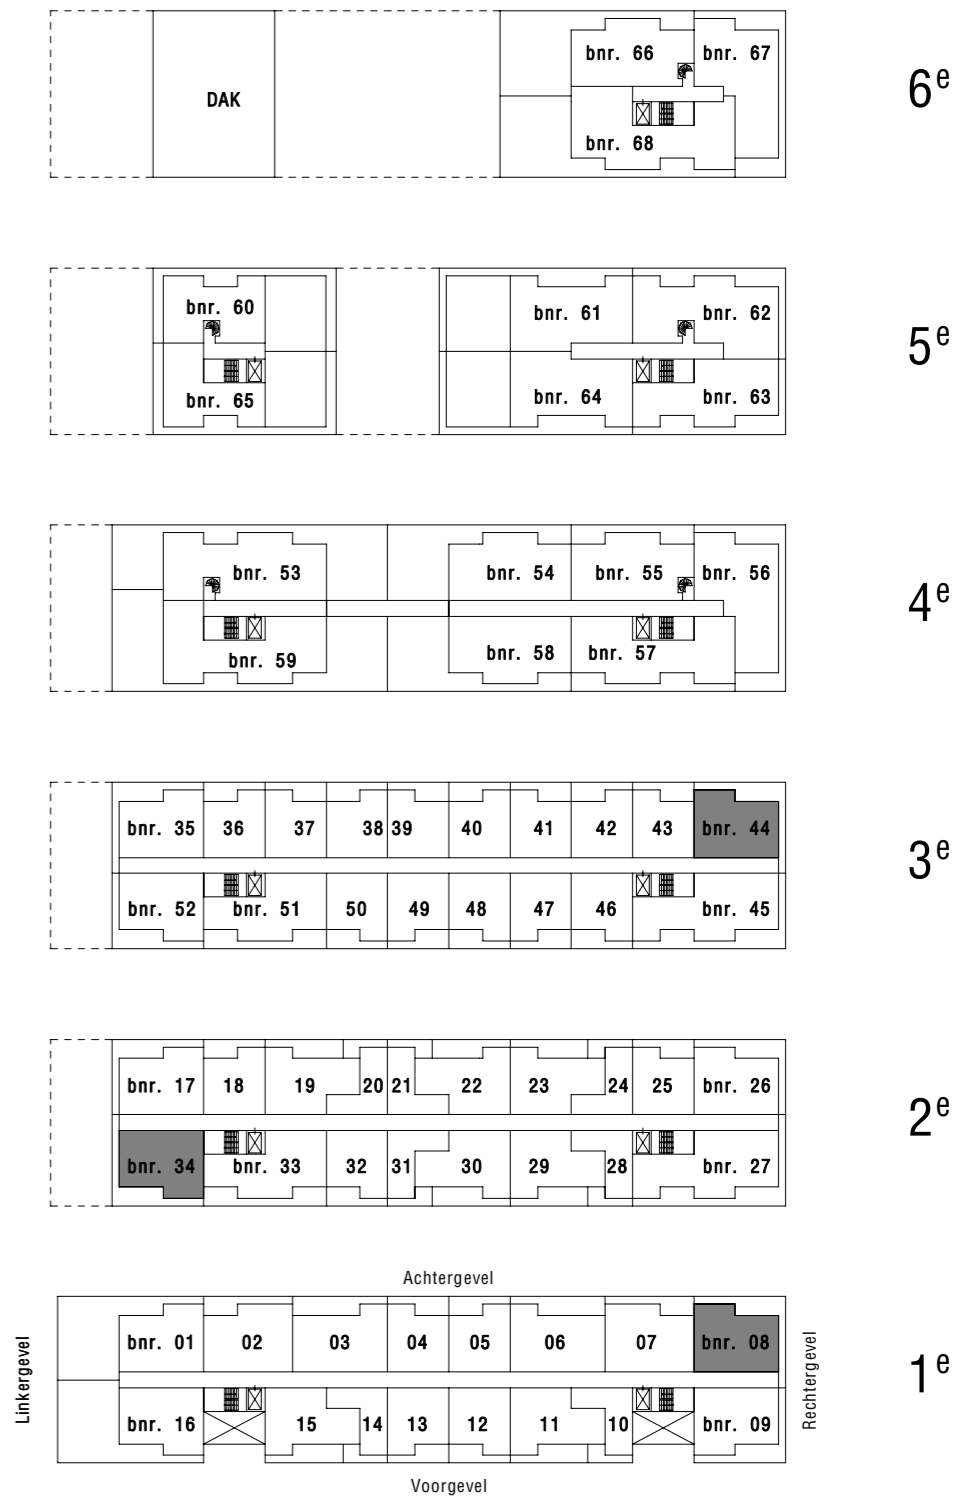 bnr. 66 bnr. 67
DAK
bnr. 68
6e
bnr. 60 bnr. 61 bnr. 62
bnr. 65 bnr. 64 bnr. 63
5e
bnr. 53 bnr. 54 bnr. 55 bnr. 56
bnr. 59 bnr. 58 bnr. 57
4e
bnr. 35 36 37 38 39 40 41 42 43 bnr. 44
bnr. 52 bnr. 51 50 49 48 47 46 bnr. 45
3e
bnr. 17 18 19 20 21 22 23 24 25 bnr. 26
bnr. 34 bnr. 33 32 31 30 29 28 bnr. 27
2e
Achtergevel
bnr. 01 02 03 04 05 06 07 bnr. 08
bnr. 16 15 14 13 12 11 10 bnr. 09
1e
Linkergevel
Rechtergevel
Voorgevel